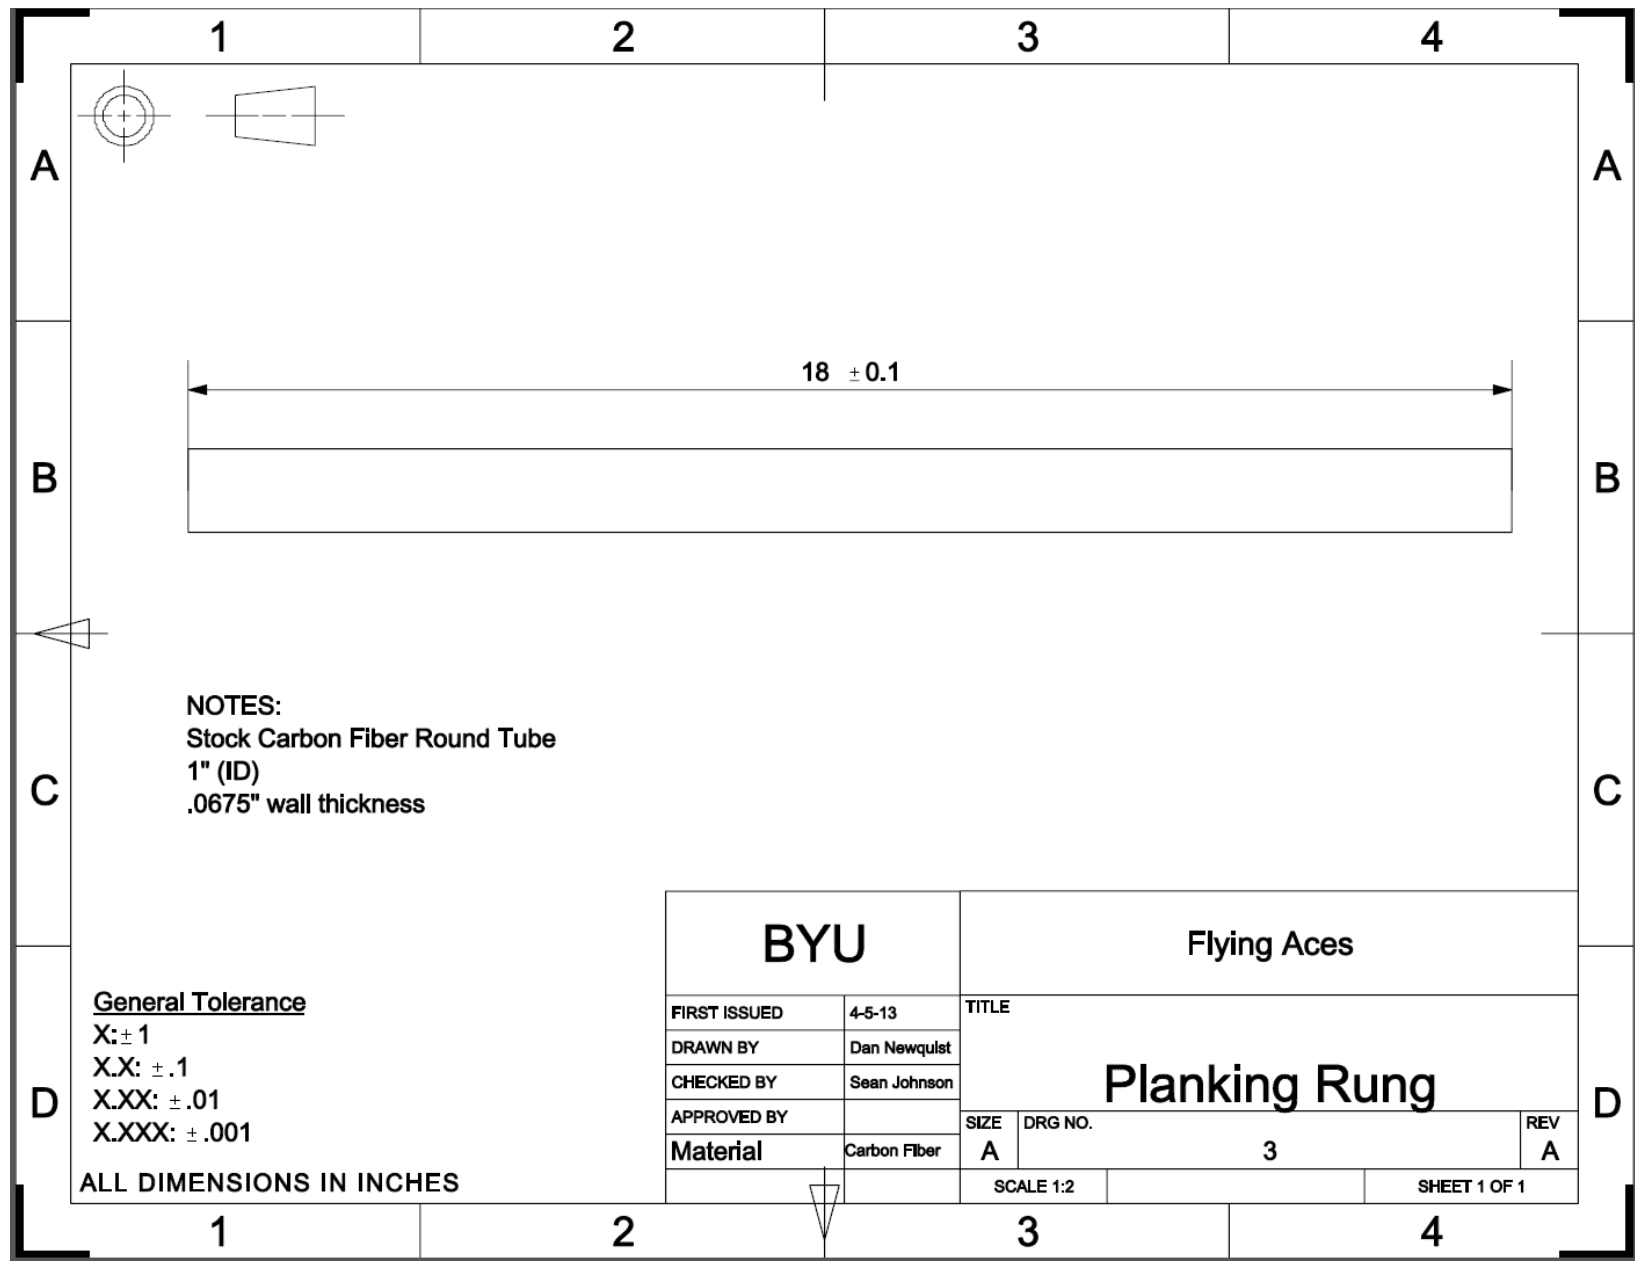 1 2 3 4
A A
18 ±0.1
B B
NOTES:
Stock Carbon Fiber Round Tube
1" (ID)
.0675" wall thickness
C C
BYU
Flying Aces
General Tolerance
X:±1
X.X: ±.1
X.XX: ±.01
X.XXX: ±.001
ALL DIMENSIONS IN INCHES
D D
FIRST ISSUED 4-5-13
DRAWN BY Dan Newquist
CHECKED BY Sean Johnson
APPROVED BY
Material Carbon Fiber
TITLE
Planking Rung
SIZE DRG NO. REV
A 3 A
SCALE 1:2 SHEET 1 OF 1
1 2 3 4